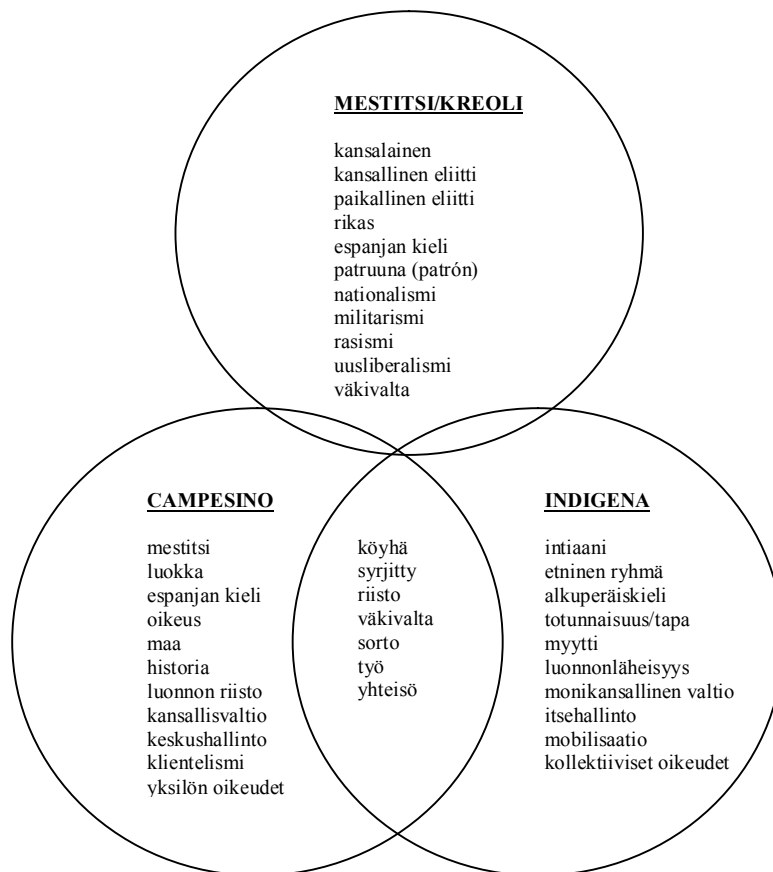 MESTITSI/KREOLI
kansalainen
kansallinen eliitti
paikallinen eliitti
rikas
espanjan kieli
patruuna (patrón)
nationalismi
militarismi
rasismi
uusliberalismi
väkivalta
CAMPESINO
mestitsi
luokka
espanjan kieli
oikeus
maa
historia
luonnon riisto
kansallisvaltio
keskushallinto
klientelismi
yksilön oikeudet
köyhä
syrjitty
riisto
väkivalta
sorto
työ
yhteisö
INDIGENA
intiaani
etninen ryhmä
alkuperäiskieli
totunnaisuus/tapa
myytti
luonnonläheisyys
monikansallinen valtio
itsehallinto
mobilisaatio
kollektiiviset oikeudet